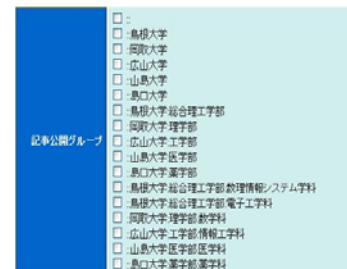 記事公開グループ
::
:島根大学
:岡取大学
:広山大学
:山島大学
:島口大学
:島根大学:総合理工学部
:岡取大学:理学部
:広山大学:工学部
:山島大学:医学部
:島口大学:薬学部
:島根大学:総合理工学部:数理情報システム学科
:島根大学:総合理工学部:電子工学科
:岡取大学:理学部:数学科
:広山大学:工学部:情報工学科
:山島大学:医学部:医学科
:島口大学:薬学部:薬学科